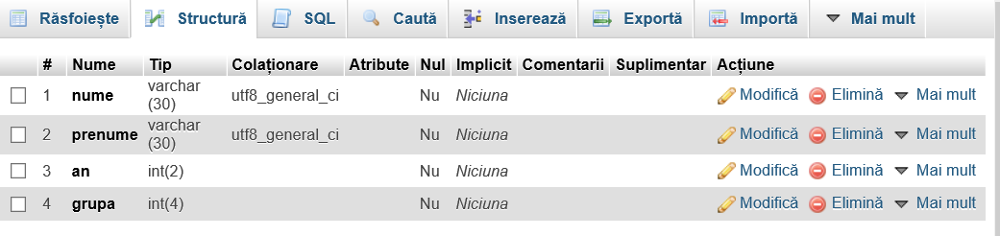 Răsfoiește Structură SQL Caută Inserează Exportă Importă Mai mult
# Nume Tip Colaționare Atribute Nul Implicit Comentarii Suplimentar Acțiune
1 nume varchar(30) utf8_general_ci Nu Niciuna Modifică Elimină Mai mult
2 prenume varchar(30) utf8_general_ci Nu Niciuna Modifică Elimină Mai mult
3 an int(2) Nu Niciuna Modifică Elimină Mai mult
4 grupa int(4) Nu Niciuna Modifică Elimină Mai mult